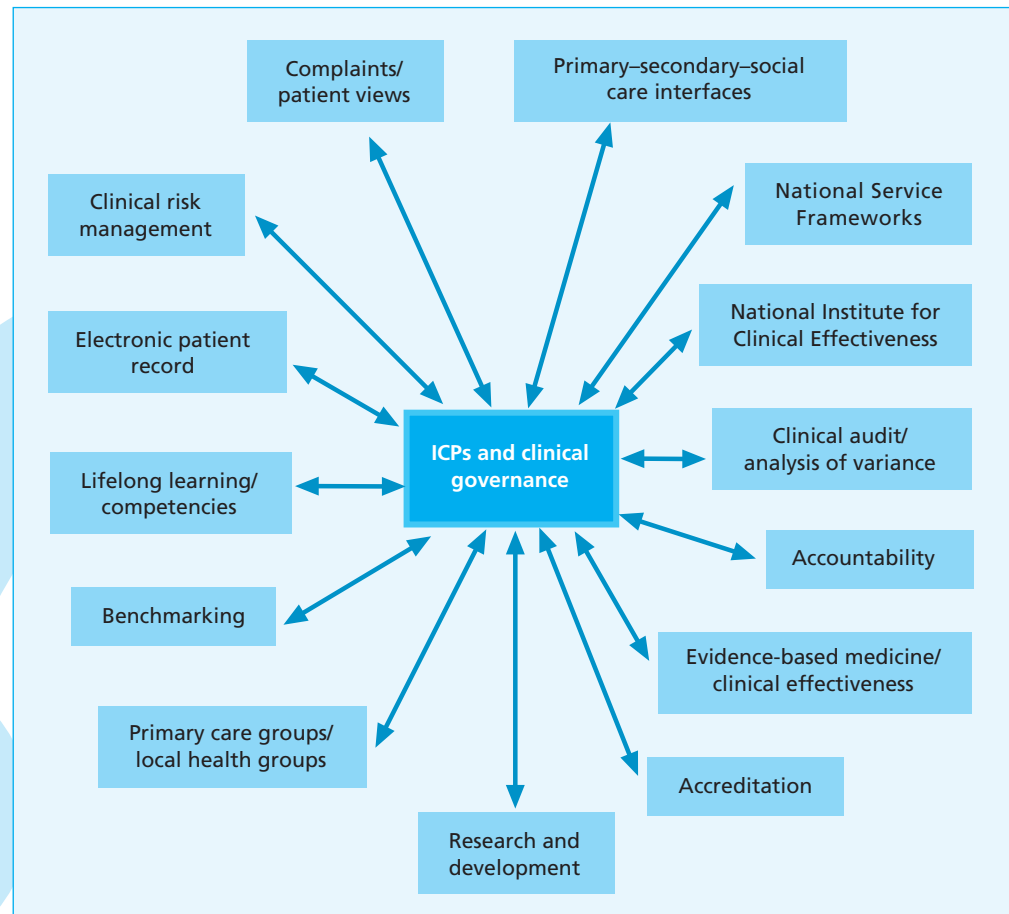 Complaints/
patient views
Primary–secondary–social
care interfaces
Clinical risk
management
National Service
Frameworks
Electronic patient
record
National Institute for
Clinical Effectiveness
ICPs and clinical
governance
Clinical audit/
analysis of variance
Lifelong learning/
competencies
Accountability
Benchmarking
Evidence-based medicine/
clinical effectiveness
Primary care groups/
local health groups
Accreditation
Research and
development